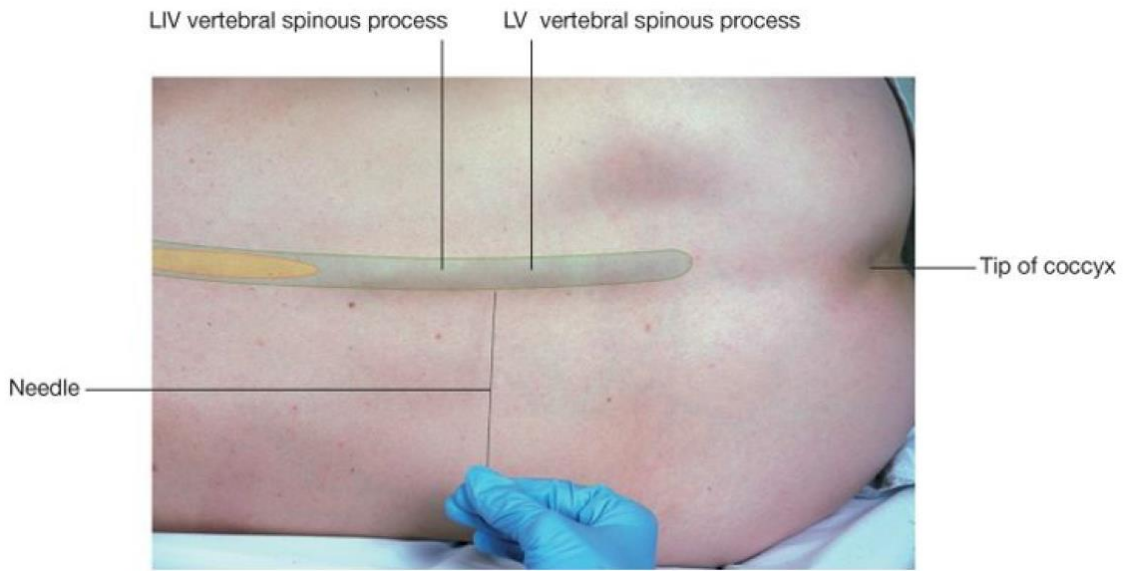 LIV vertebral spinous process
LV vertebral spinous process
Tip of coccyx
Needle